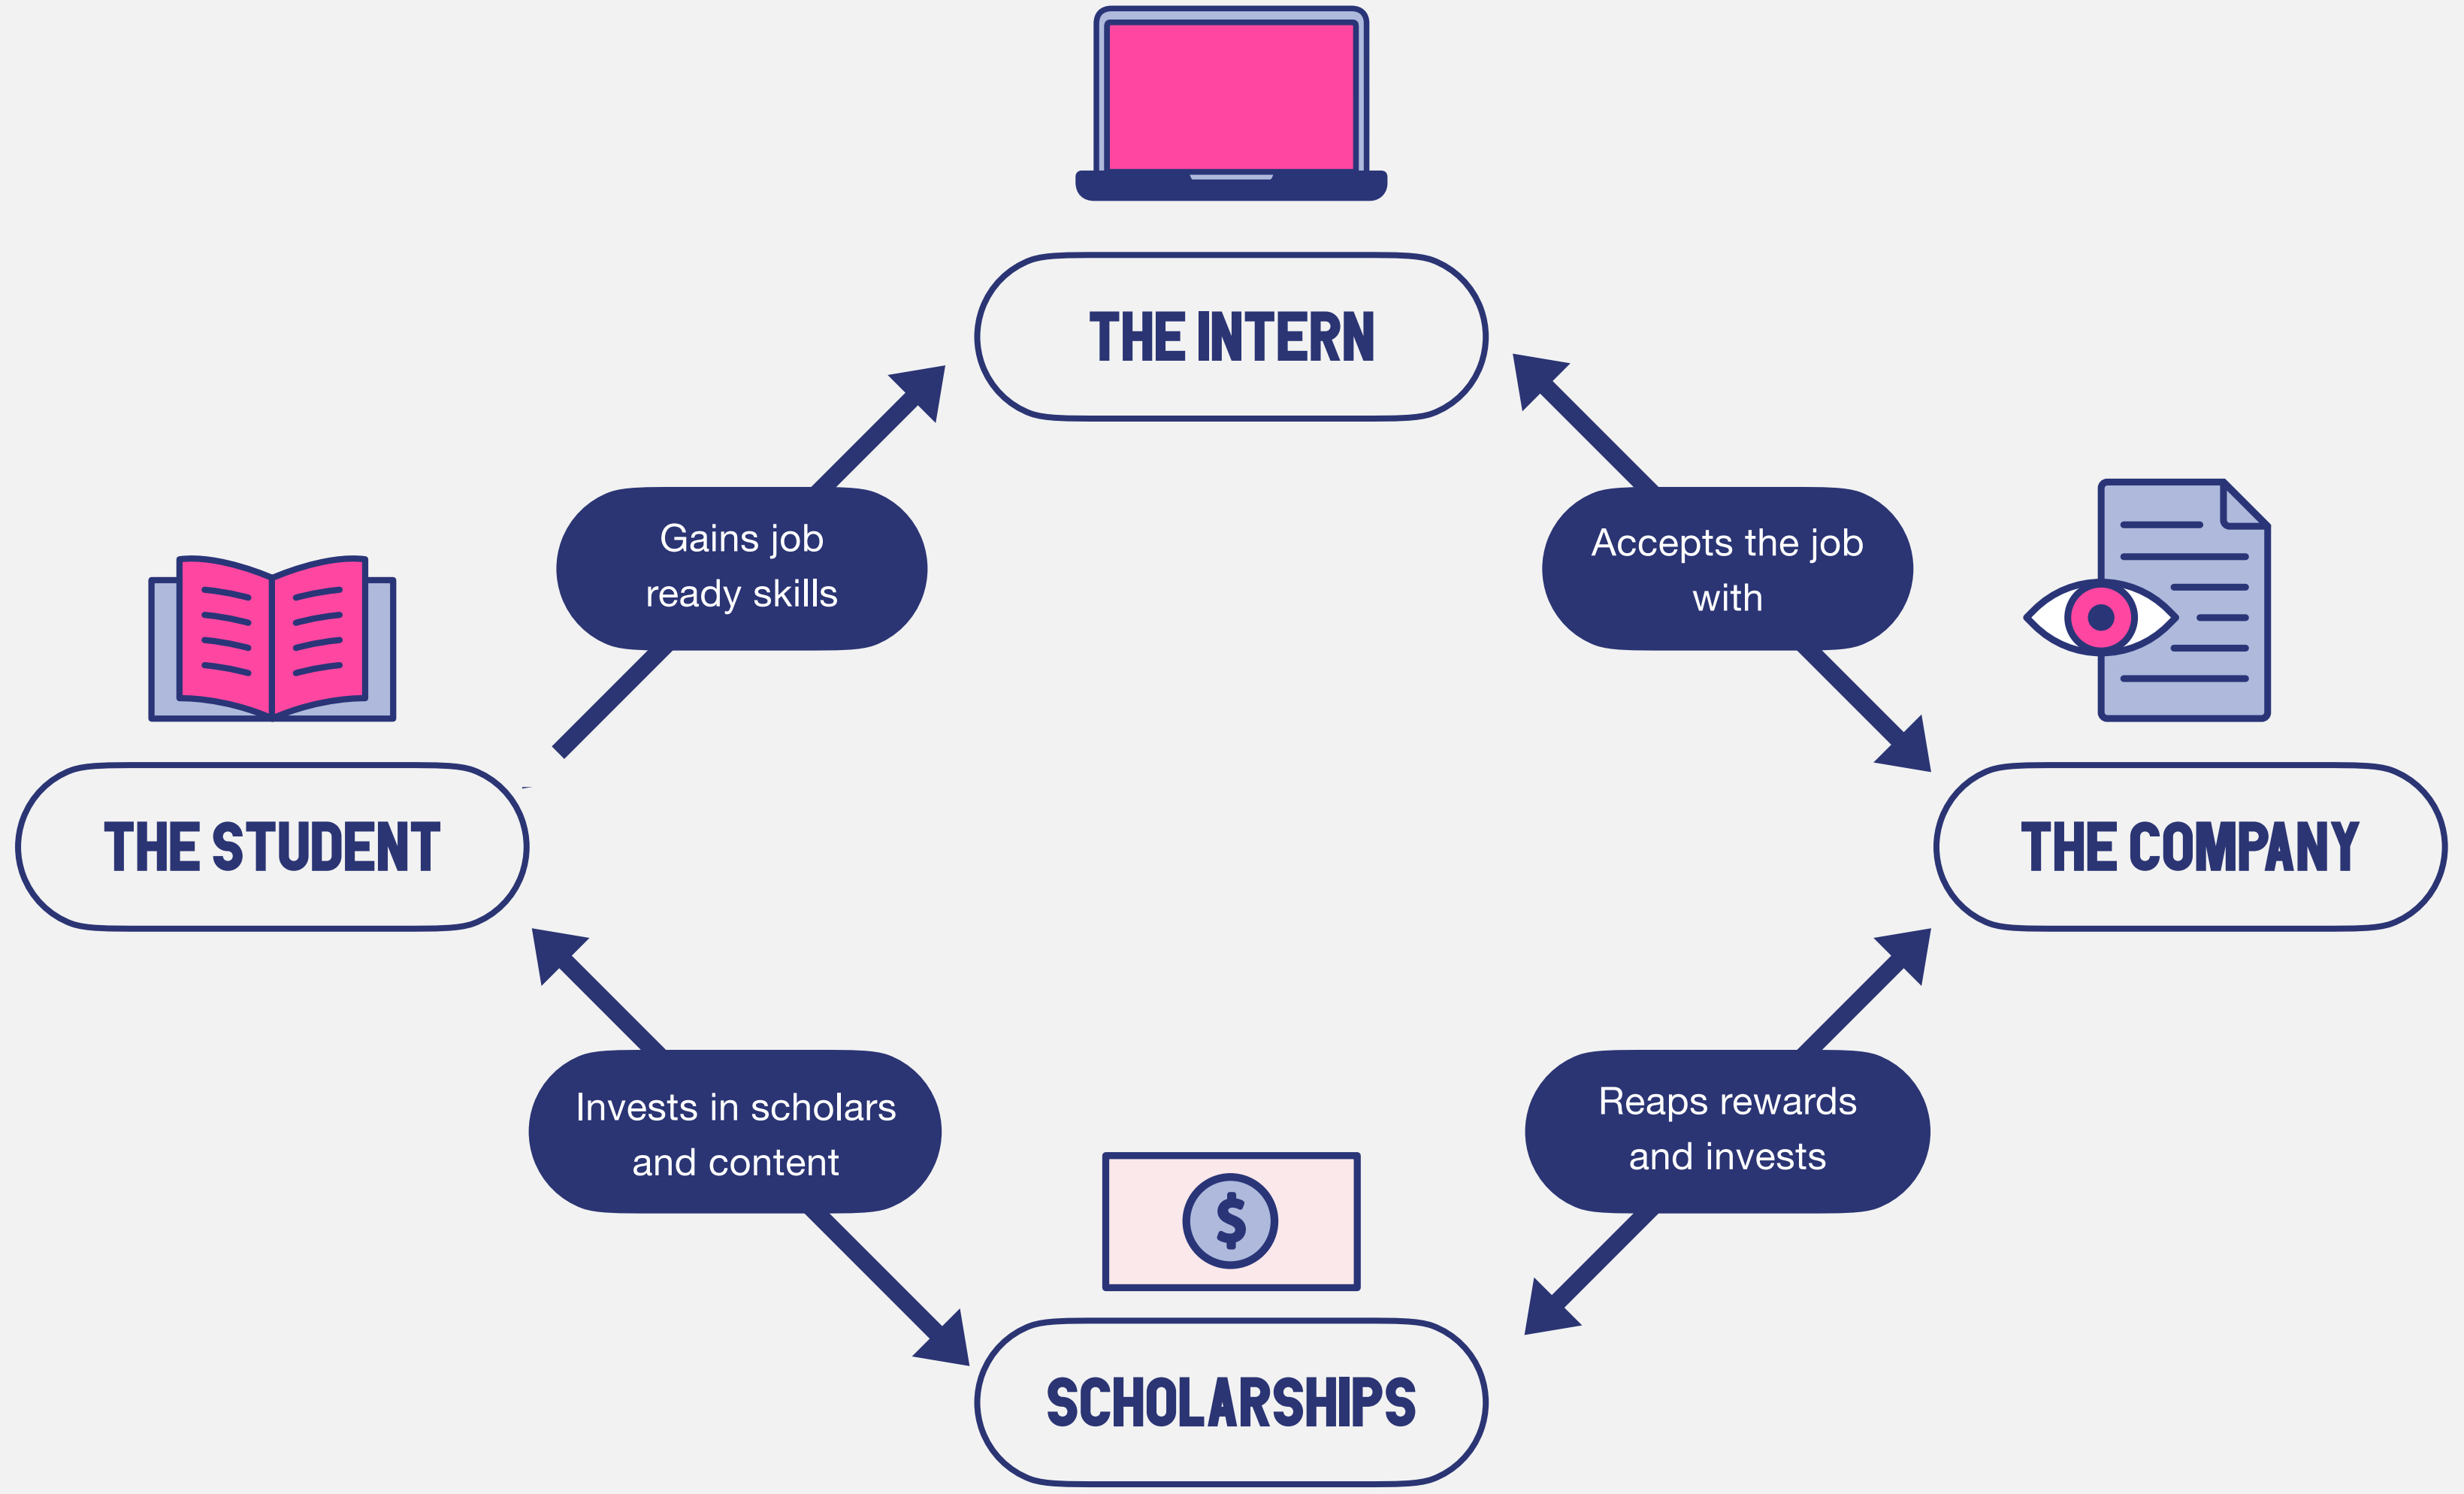 THE INTERN
Gains job
ready skills
Accepts the job
with
THE STUDENT
THE COMPANY
Invests in scholars
and content
Reaps rewards
and invests
$
SCHOLARSHIPS